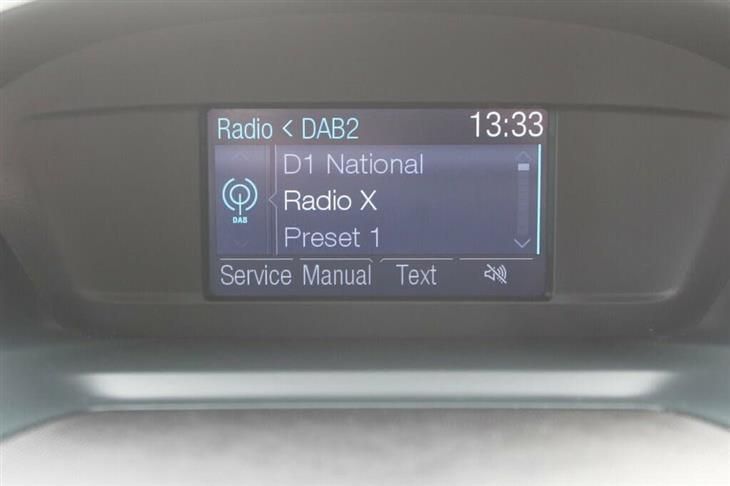 Radio < DAB2 13:33
D1 National
Radio X
DAB
Preset 1
Service Manual Text